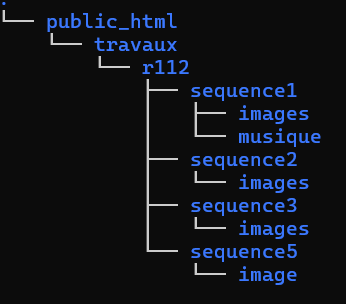 .
└── public_html
    └── travaux
        └── r112
            ├── sequence1
            │   ├── images
            │   └── musique
            ├── sequence2
            │   └── images
            ├── sequence3
            │   └── images
            └── sequence5
                └── image